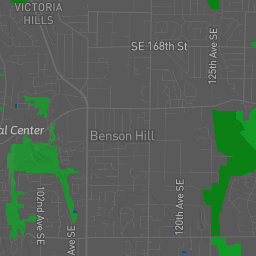 VICTORIA
HILLS
SE 168th St
125th Ave SE
al Center
Benson Hill
102nd Ave SE
120th Ave SE
Ave SE